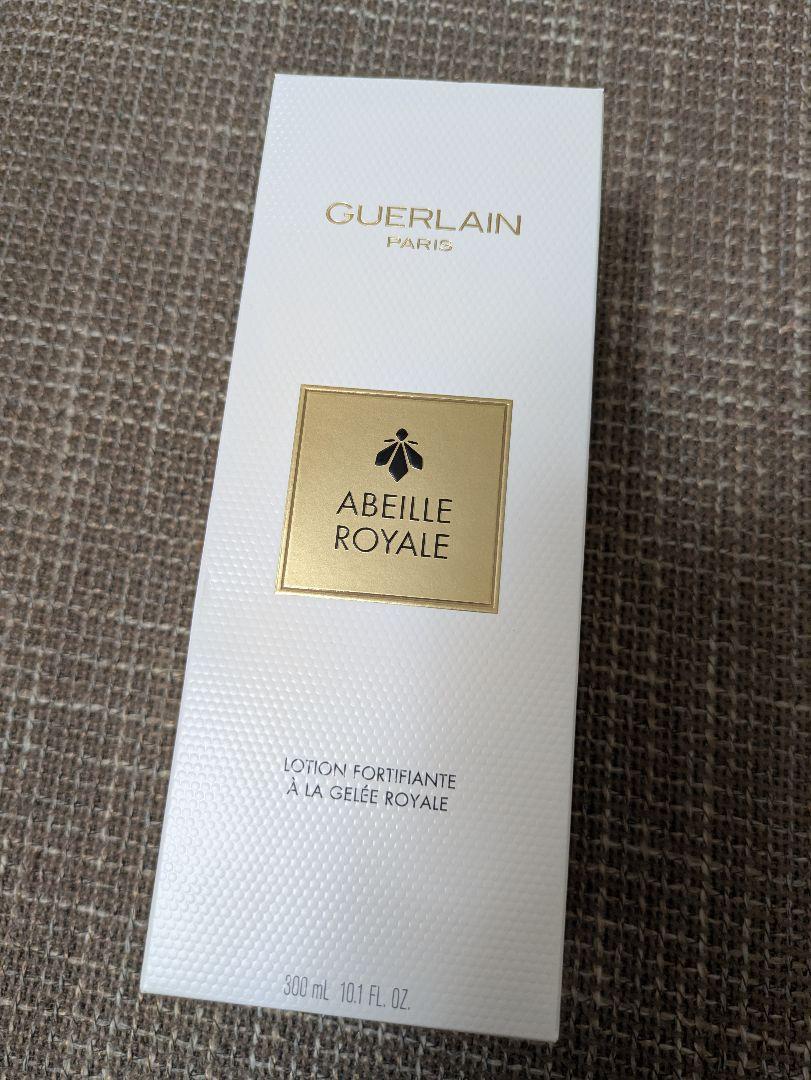 GUERLAIN
PARIS
ABEILLE
ROYALE
LOTION FORTIFIANTE
À LA GELÉE ROYALE
300 mL 10.1 FL. OZ.